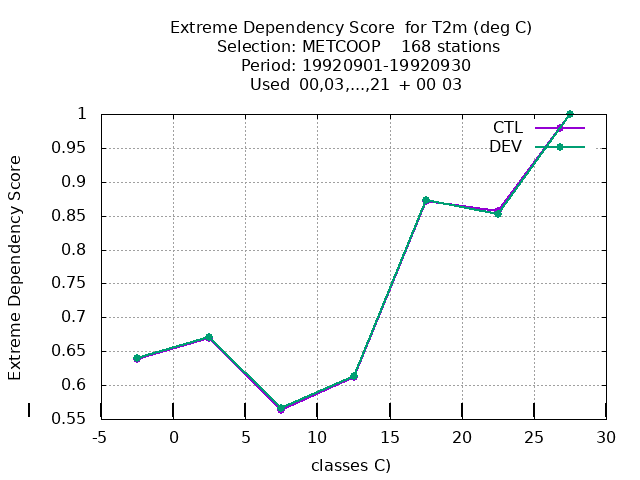 Extreme Dependency Score  for T2m (deg C)
Selection: METCOOP    168 stations
Period: 19920901-19920930
Used  00,03,...,21  + 00 03
CTL
DEV
Extreme Dependency Score
1
0.95
0.9
0.85
0.8
0.75
0.7
0.65
0.6
0.55
-5
0
5
10
15
20
25
30
classes C)